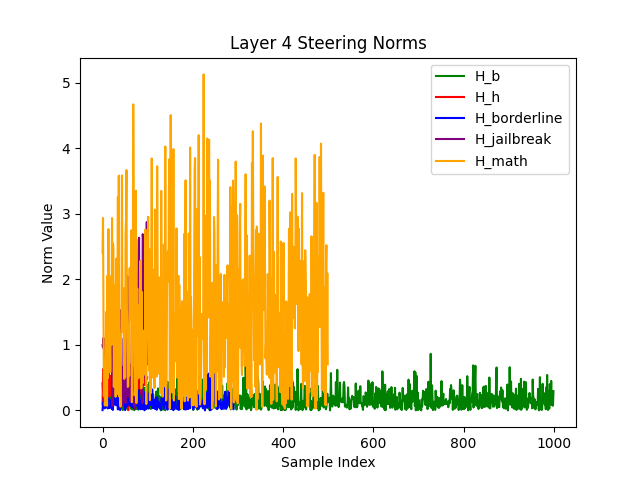 Layer 4 Steering Norms
Norm Value
5
4
3
2
1
0
H_b
H_h
H_borderline
H_jailbreak
H_math
0
200
400
600
800
1000
Sample Index